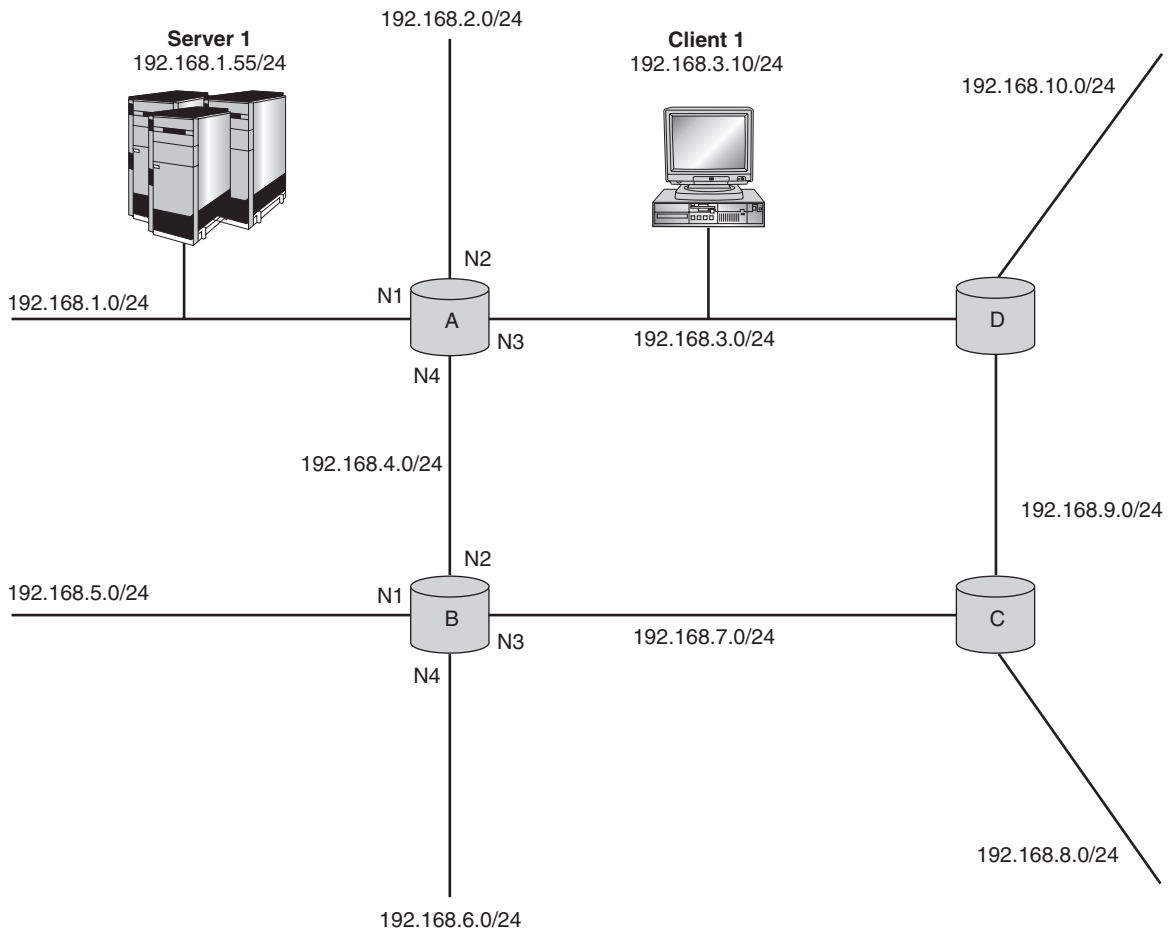 192.168.2.0/24
Server 1
192.168.1.55/24
Client 1
192.168.3.10/24
192.168.10.0/24
N2
192.168.1.0/24
N1
A
D
N3
192.168.3.0/24
N4
192.168.4.0/24
192.168.9.0/24
N2
192.168.5.0/24
N1
B
C
N3
192.168.7.0/24
N4
192.168.8.0/24
192.168.6.0/24